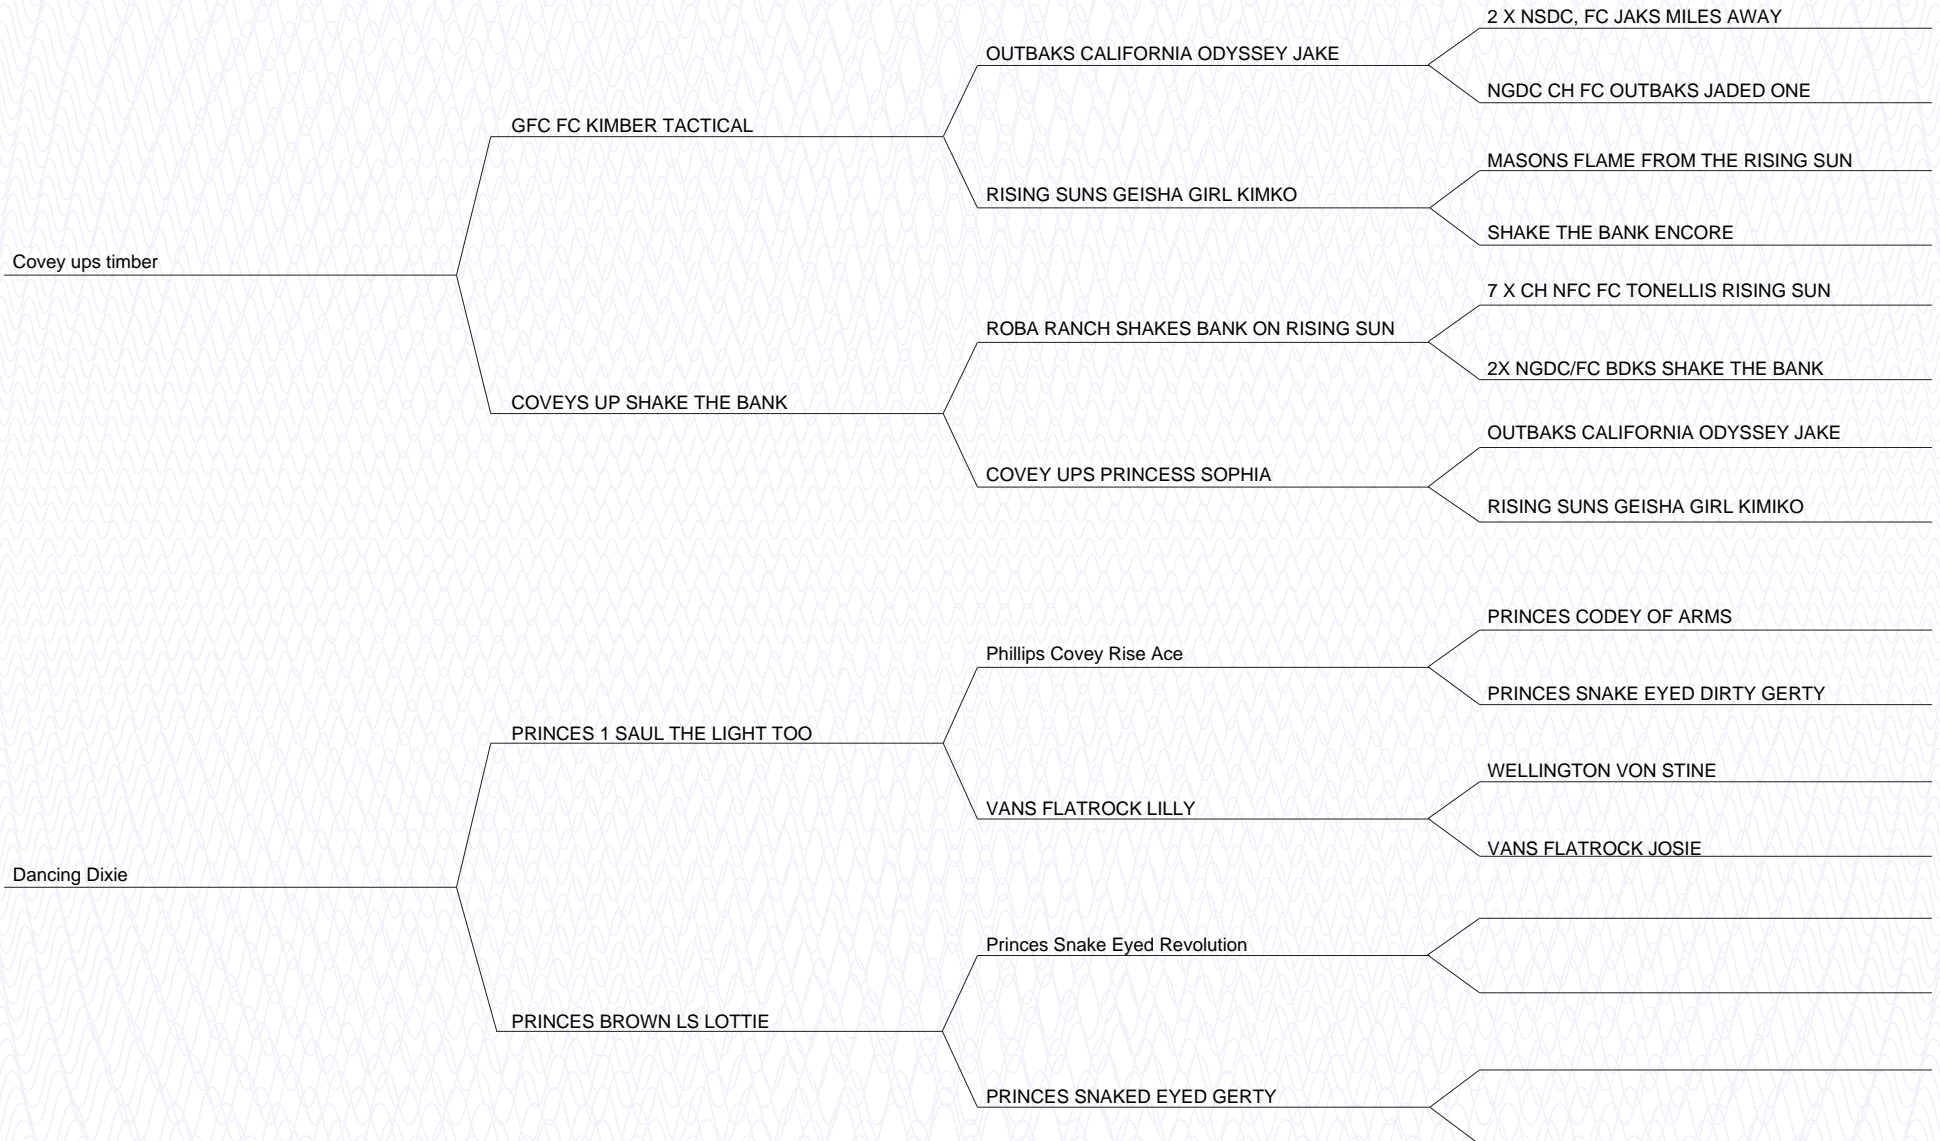 2 X NSDC, FC JAKS MILES AWAY
OUTBAKS CALIFORNIA ODYSSEY JAKE
NGDC CH FC OUTBAKS JADED ONE
GFC FC KIMBER TACTICAL
MASONS FLAME FROM THE RISING SUN
RISING SUNS GEISHA GIRL KIMKO
SHAKE THE BANK ENCORE
Covey ups timber
7 X CH NFC FC TONELLIS RISING SUN
ROBA RANCH SHAKES BANK ON RISING SUN
2X NGDC/FC BDKS SHAKE THE BANK
COVEYS UP SHAKE THE BANK
OUTBAKS CALIFORNIA ODYSSEY JAKE
COVEY UPS PRINCESS SOPHIA
RISING SUNS GEISHA GIRL KIMIKO
PRINCES CODEY OF ARMS
Phillips Covey Rise Ace
PRINCES SNAKE EYED DIRTY GERTY
PRINCES 1 SAUL THE LIGHT TOO
WELLINGTON VON STINE
VANS FLATROCK LILLY
VANS FLATROCK JOSIE
Dancing Dixie
Princes Snake Eyed Revolution
PRINCES BROWN LS LOTTIE
PRINCES SNAKED EYED GERTY